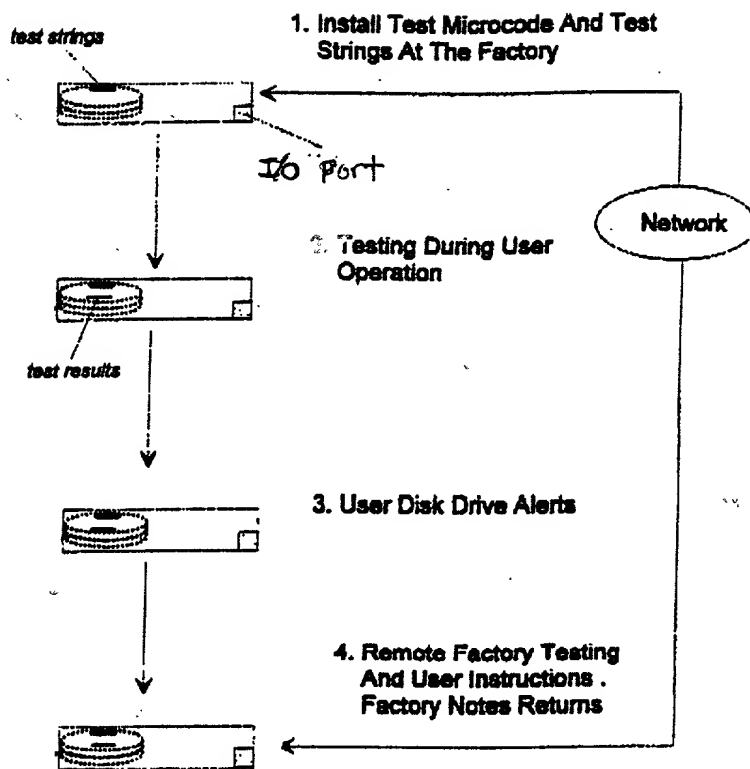 test strings
1. Install Test Microcode And Test
Strings At The Factory
I/O port
Network
2. Testing During User
Operation
test results
3. User Disk Drive Alerts
4. Remote Factory Testing
And User Instructions .
Factory Notes Returns